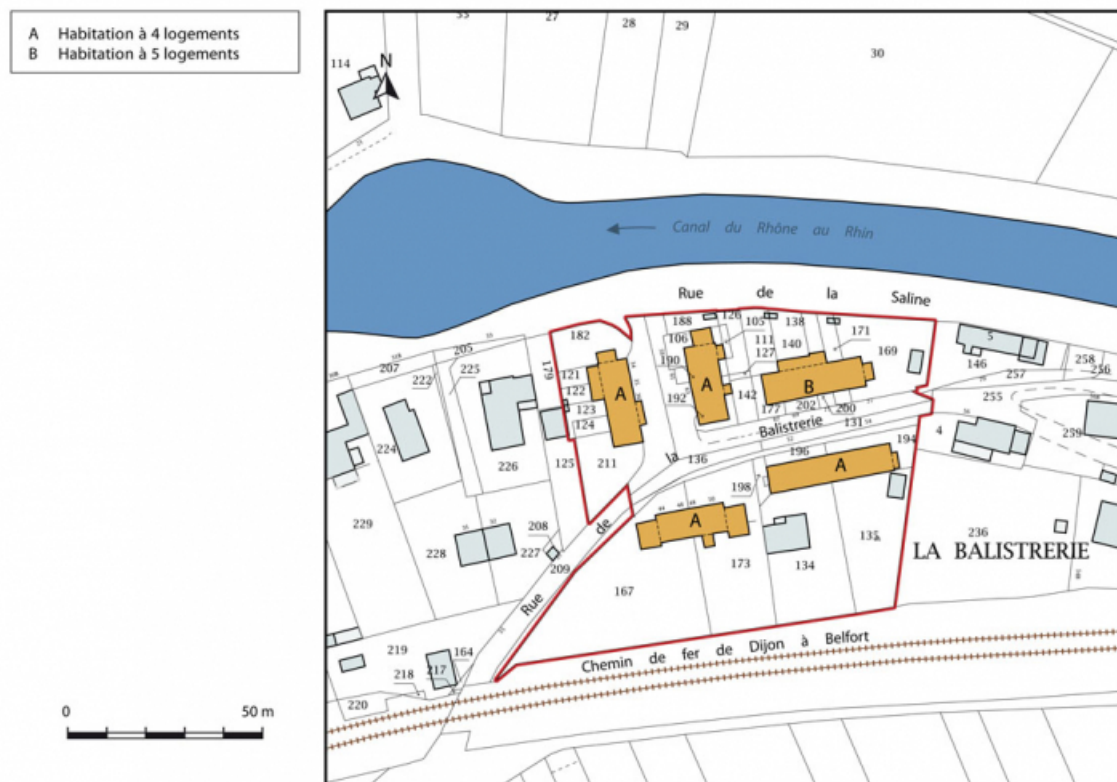 A Habitation à 4 logements
B Habitation à 5 logements
33 27 28 29
30
114
N
Canal du Rhône au Rhin
Rue de la Saline
182 188 126 105 138 171
106 111 140 169
205 179 190 127
207 222 225 121 A A B 5 146 257 258 256
122 192 142
123 177 202 200 255
124 Balistrerie 131
224 226 125 211 la 136 196 194 4 259
198 A
229 A
228 208 de 135 236
227 LA BALISTRERIE
209 173 134
Rue 167
219 164
218 217 Chemin de fer de Dijon à Belfort
220
0 50 m